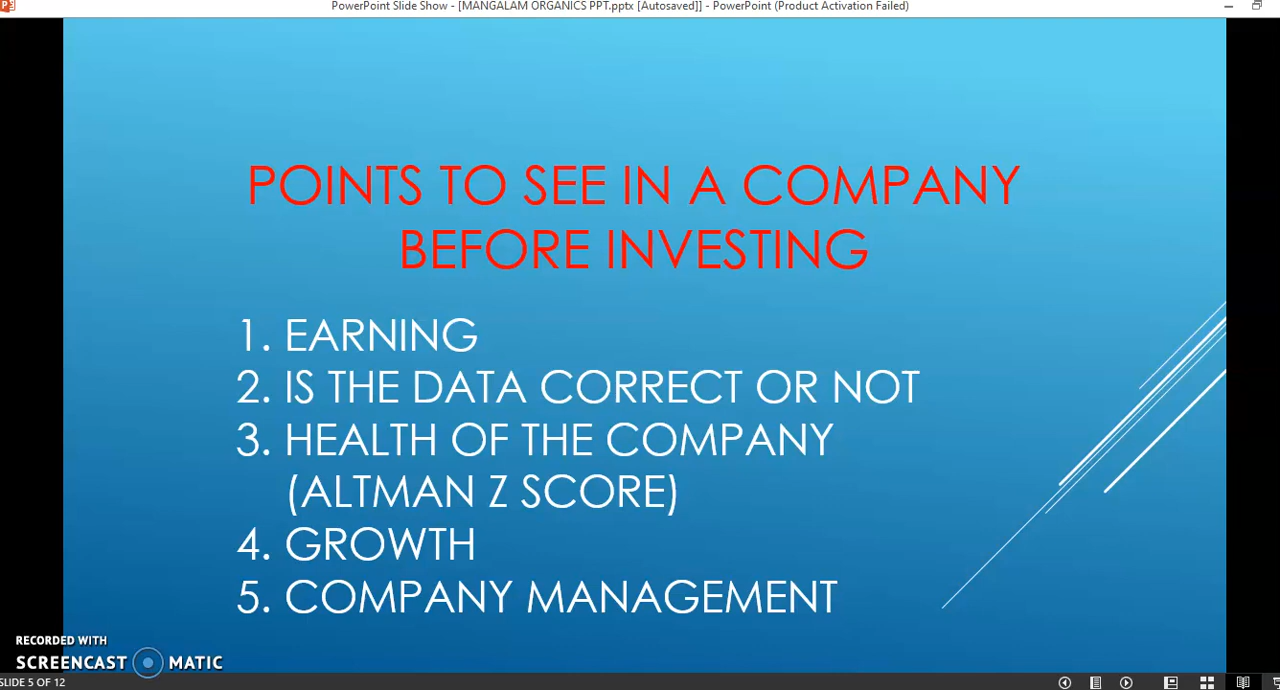 PowerPoint Slide Show - [MANGALAM ORGANICS PPT.pptx [Autosaved]] - PowerPoint (Product Activation Failed)
POINTS TO SEE IN A COMPANY
BEFORE INVESTING
1. EARNING
2. IS THE DATA CORRECT OR NOT
3. HEALTH OF THE COMPANY
(ALTMAN Z SCORE)
4. GROWTH
5. COMPANY MANAGEMENT
RECORDED WITH
SCREENCAST MATIC
SLIDE 5 OF 12